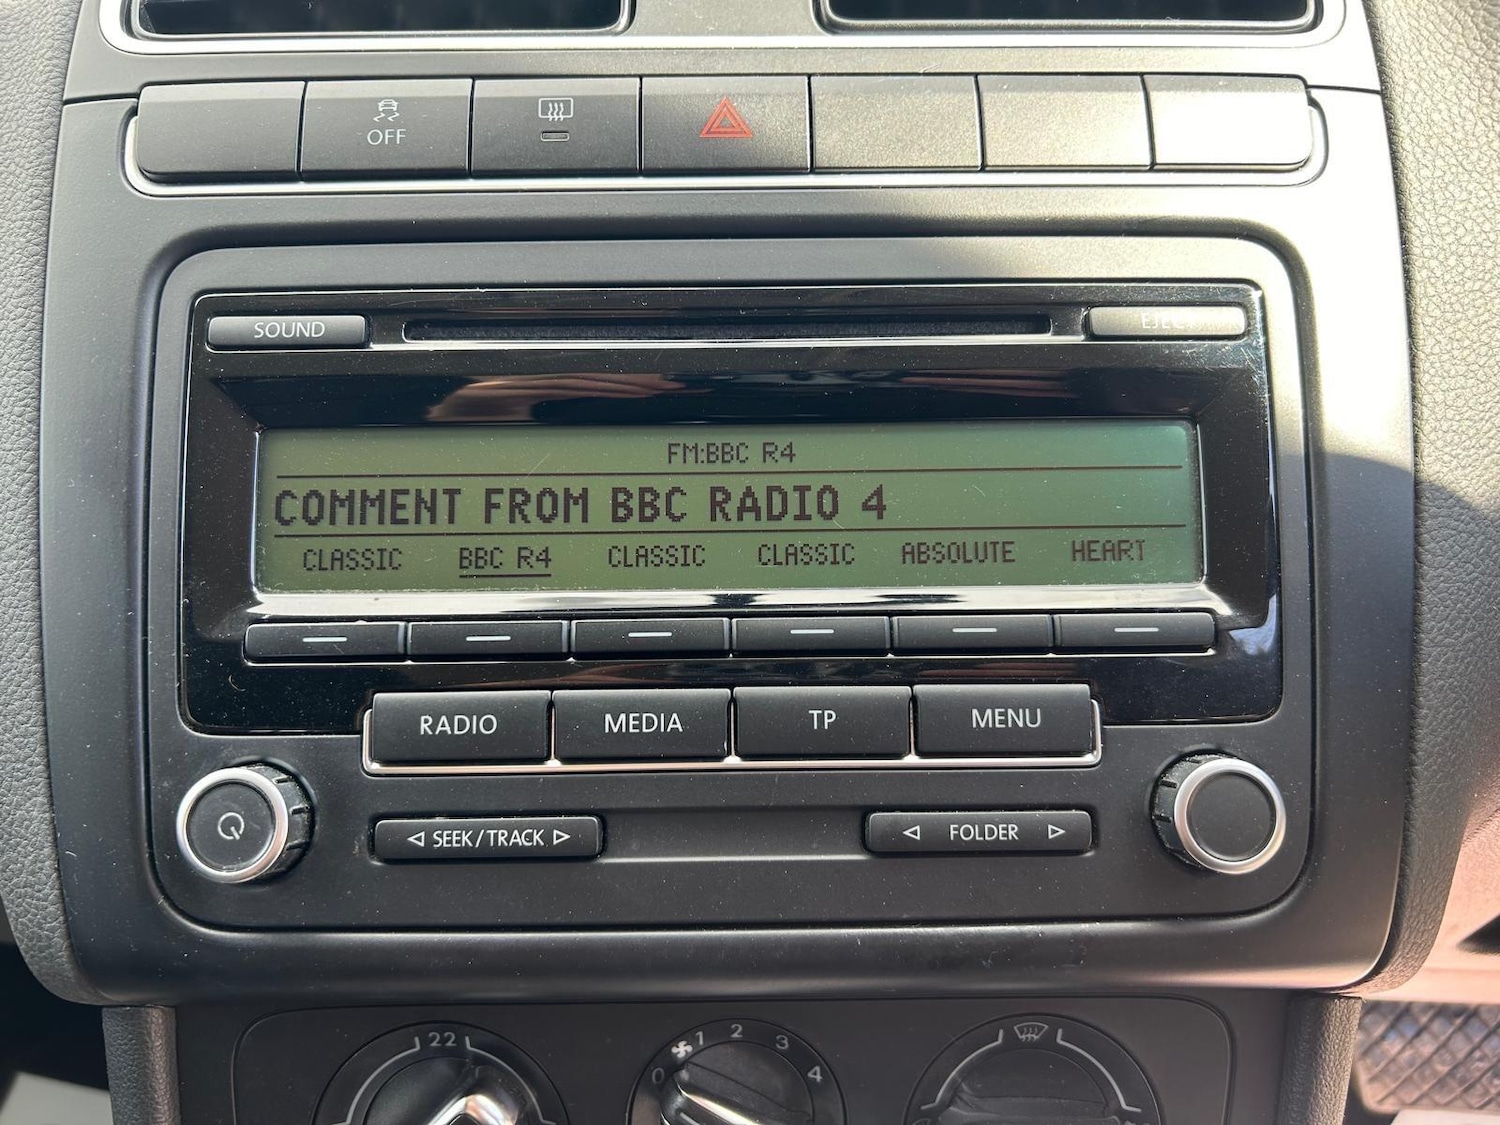 OFF
SOUND
EJECT
FM:BBC R4
COMMENT FROM BBC RADIO 4
CLASSIC BBC R4 CLASSIC CLASSIC ABSOLUTE HEART
RADIO MEDIA TP MENU
SEEK/TRACK FOLDER
22
0 1 2 3 4